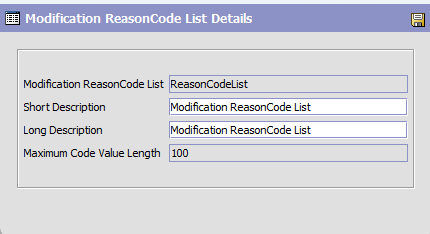 Modification ReasonCode List Details
Modification ReasonCode List ReasonCodeList
Short Description Modification ReasonCode List
Long Description Modification ReasonCode List
Maximum Code Value Length 100